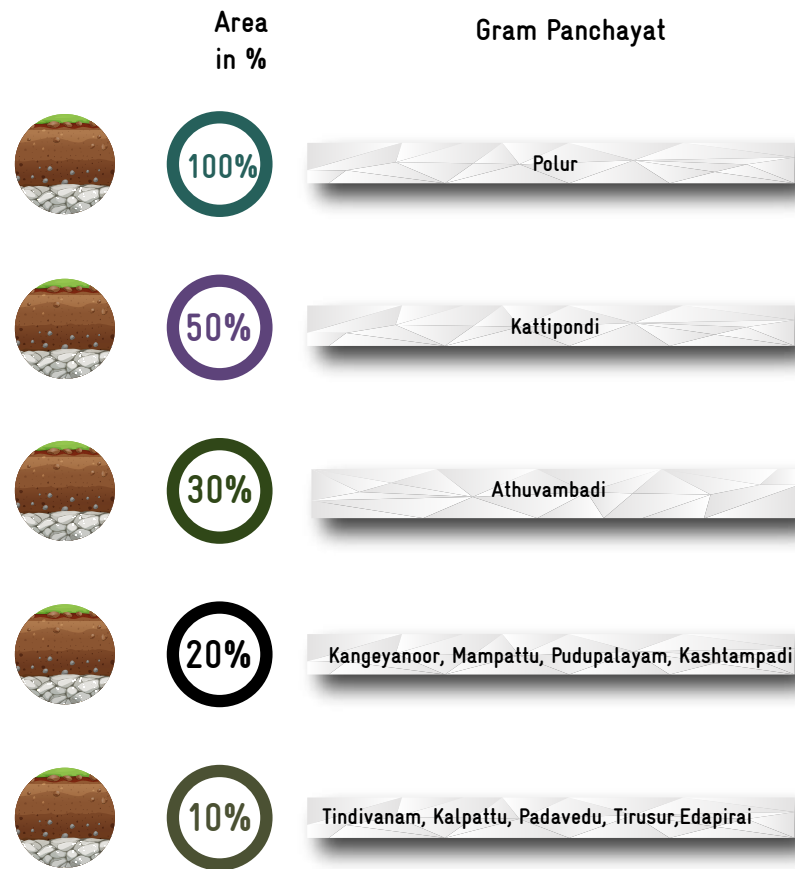 Area
in %
Gram Panchayat
100%
Polur
50%
Kattipondi
30%
Athuvambadi
20%
Kangeyanoor, Mampattu, Pudupalayam, Kashtampadi
10%
Tindivanam, Kalpattu, Padavedu, Tirusur,Edapirai